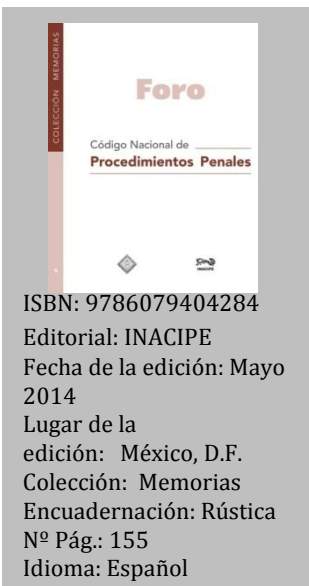 COLECCIÓN MEMORIAS
Foro
Código Nacional de
Procedimientos Penales
INACIPE
ISBN: 9786079404284
Editorial: INACIPE
Fecha de la edición: Mayo
2014
Lugar de la
edición: México, D.F.
Colección: Memorias
Encuadernación: Rústica
Nº Pág.: 155
Idioma: Español